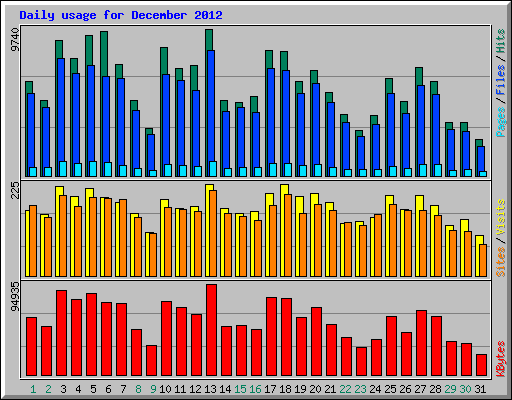 Daily usage for December 2012
9740
Pages / Files / Hits
225
Sites / Visits
94935
KBytes
1 2 3 4 5 6 7 8 9 10 11 12 13 14 15 16 17 18 19 20 21 22 23 24 25 26 27 28 29 30 31